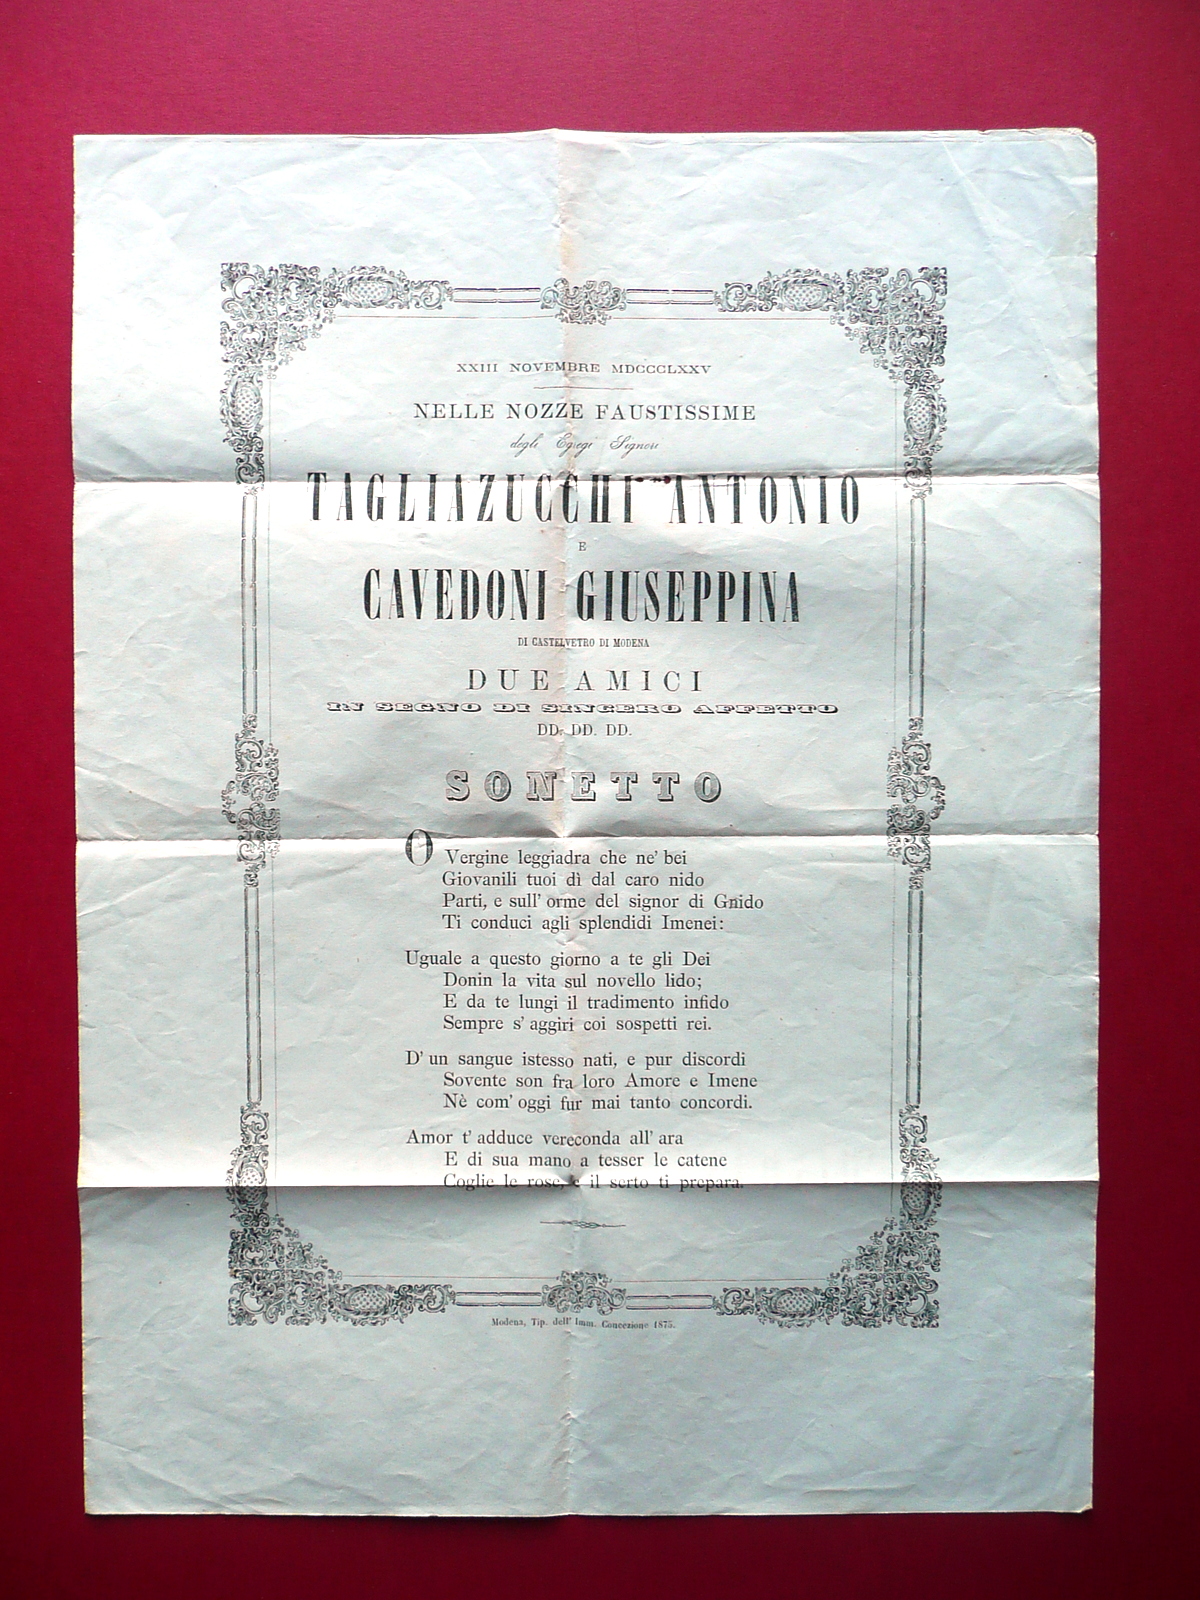 XXIII NOVEMBRE MDCCCLXXV
NELLE NOZZE FAUSTISSIME
degli Egregi Signori
TAGLIAZUCCHI ANTONIO
E
CAVEDONI GIUSEPPINA
DI CASTELVETRO DI MODENA
DUE AMICI
IN SEGNO DI SINCERO AFFETTO
DD. DD. DD.
SONETTO
O Vergine leggiadra che ne' bei
Giovanili tuoi dì dal caro nido
Parti, e sull' orme del signor di Gnido
Ti conduci agli splendidi Imenei:
Uguale a questo giorno a te gli Dei
Donin la vita sul novello lido;
E da te lungi il tradimento infido
Sempre s' aggiri coi sospetti rei.
D' un sangue istesso nati, e pur discordi
Sovente son fra loro Amore e Imene
Nè com' oggi fur mai tanto concordi.
Amor t' adduce vereconda all' ara
E di sua mano a tesser le catene
Coglie le rose, e il serto ti prepara.
Modena, Tip. dell' Imm. Concezione 1875.